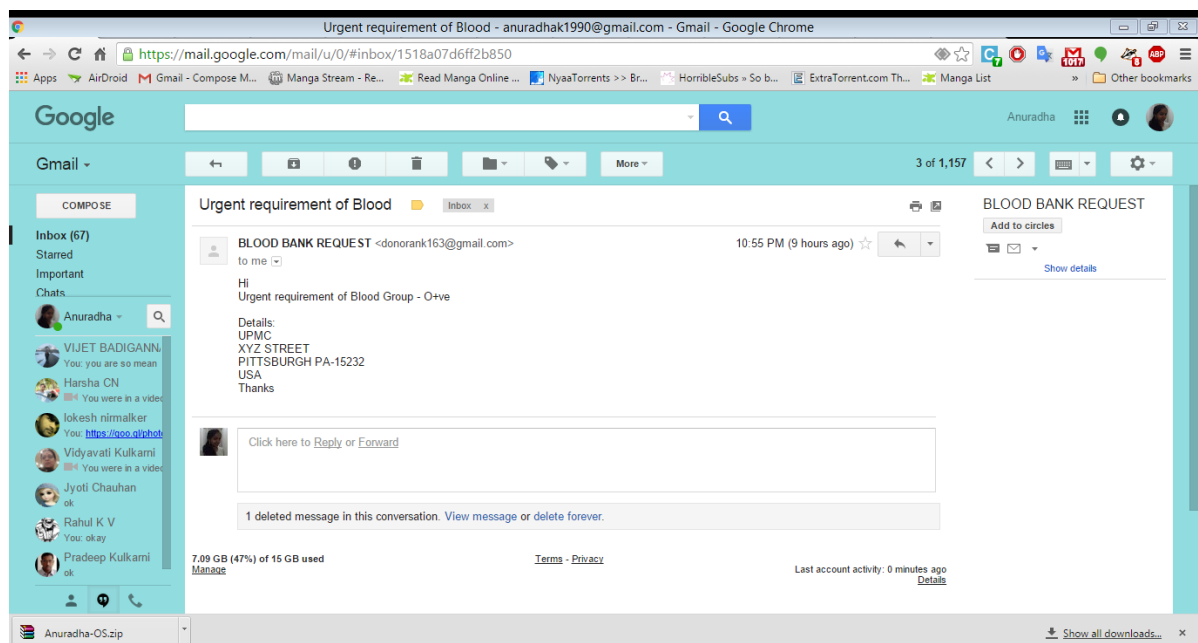 Urgent requirement of Blood - anuradhak1990@gmail.com - Gmail - Google Chrome
https://mail.google.com/mail/u/0/#inbox/1518a07d6ff2b850
7
1017
6
ABP
Apps AirDroid Gmail - Compose M... Manga Stream - Re... Read Manga Online ... NyaaTorrents >> Br... HorribleSubs » So b... ExtraTorrent.com Th... Manga List » Other bookmarks
Google
Anuradha
Gmail
More
3 of 1,157
COMPOSE
Inbox (67)
Starred
Important
Chats
Anuradha
VIJET BADIGANN
You: you are so mean
Harsha CN
You were in a video
lokesh nirmalker
You: https://goo.gl/photo
Vidyavati Kulkarni
You were in a video
Jyoti Chauhan
ok
Rahul K V
You: okay
Pradeep Kulkarni
ok
Urgent requirement of Blood
Inbox x
BLOOD BANK REQUEST <donorank163@gmail.com>
10:55 PM (9 hours ago)
to me
Hi
Urgent requirement of Blood Group - O+ve
Details:
UPMC
XYZ STREET
PITTSBURGH PA-15232
USA
Thanks
Click here to Reply or Forward
1 deleted message in this conversation. View message or delete forever.
7.09 GB (47%) of 15 GB used
Manage
Terms - Privacy
Last account activity: 0 minutes ago
Details
BLOOD BANK REQUEST
Add to circles
Show details
Anuradha-OS.zip
Show all downloads...